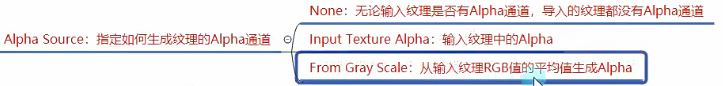 None：无论输入纹理是否有Alpha通道，导入的纹理都没有Alpha通道
Alpha Source：指定如何生成纹理的Alpha通道
Input Texture Alpha：输入纹理中的Alpha
From Gray Scale：从输入纹理RGB值的平均值生成Alpha